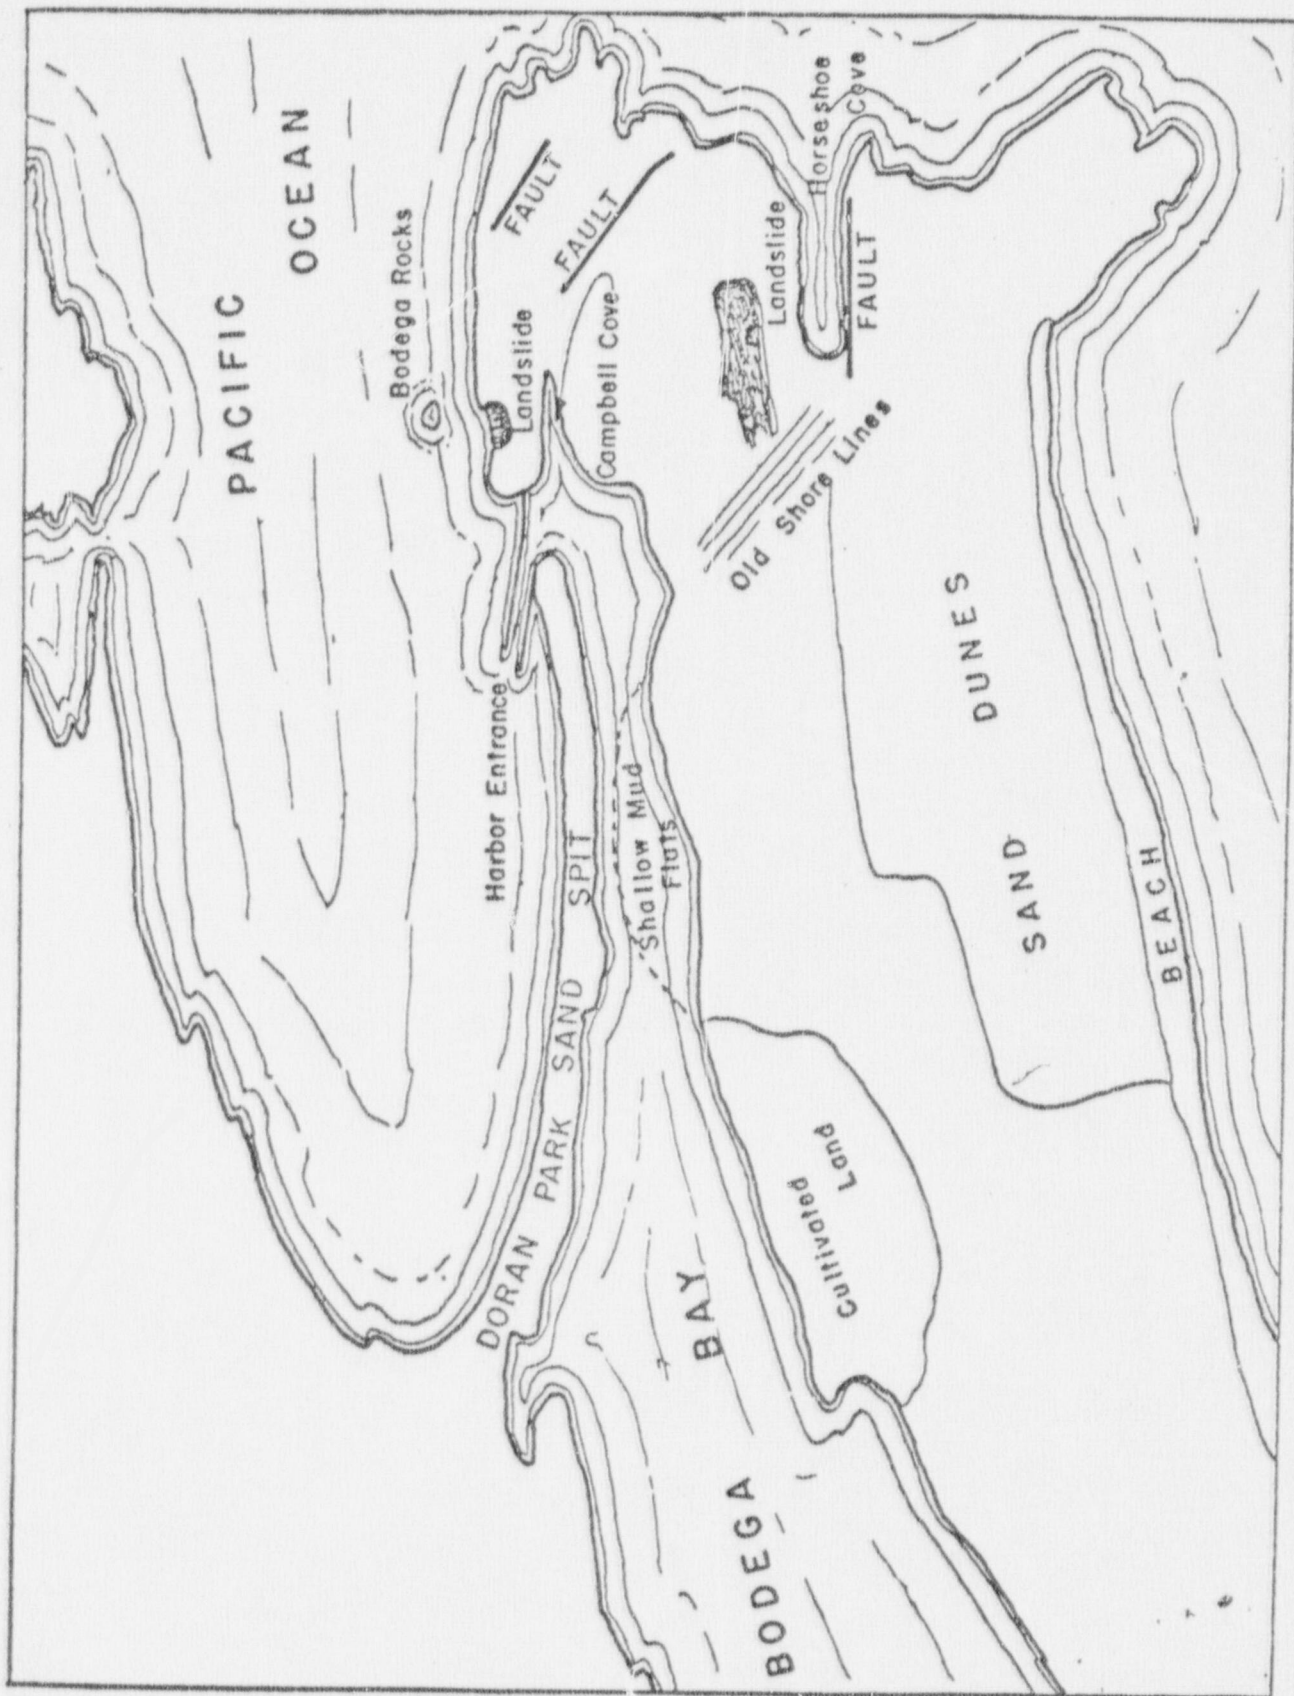 PACIFIC
OCEAN
Bodega Rocks
FAULT
FAULT
Landslide
Campbell Cove
Horseshoe
Cove
Landslide
FAULT
Old Shore Lines
Harbor Entrance
DORAN PARK SAND SPIT
Shallow Mud
Flats
BODEGA BAY
Cultivated
Land
SAND DUNES
BEACH